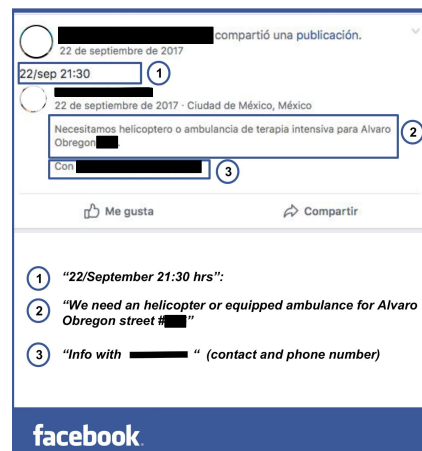 compartió una publicación.
22 de septiembre de 2017
22/sep 21:30
1
22 de septiembre de 2017 · Ciudad de México, México
Necesitamos helicoptero o ambulancia de terapia intensiva para Alvaro
Obregon .
2
Con
3
Me gusta
Compartir
1 “22/September 21:30 hrs”:
2 “We need an helicopter or equipped ambulance for Alvaro
Obregon street # ”
3 “Info with “ (contact and phone number)
facebook.